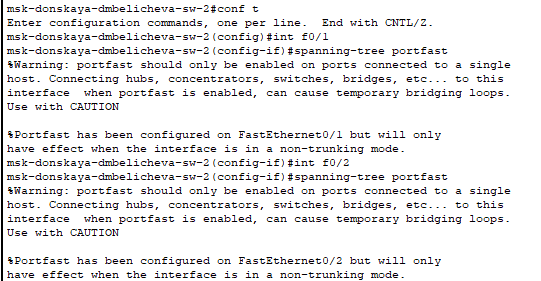 msk-donskaya-dmbelicheva-sw-2#conf t
Enter configuration commands, one per line.  End with CNTL/Z.
msk-donskaya-dmbelicheva-sw-2(config)#int f0/1
msk-donskaya-dmbelicheva-sw-2(config-if)#spanning-tree portfast
%Warning: portfast should only be enabled on ports connected to a single
host. Connecting hubs, concentrators, switches, bridges, etc... to this
interface  when portfast is enabled, can cause temporary bridging loops.
Use with CAUTION

%Portfast has been configured on FastEthernet0/1 but will only
have effect when the interface is in a non-trunking mode.
msk-donskaya-dmbelicheva-sw-2(config-if)#int f0/2
msk-donskaya-dmbelicheva-sw-2(config-if)#spanning-tree portfast
%Warning: portfast should only be enabled on ports connected to a single
host. Connecting hubs, concentrators, switches, bridges, etc... to this
interface  when portfast is enabled, can cause temporary bridging loops.
Use with CAUTION

%Portfast has been configured on FastEthernet0/2 but will only
have effect when the interface is in a non-trunking mode.